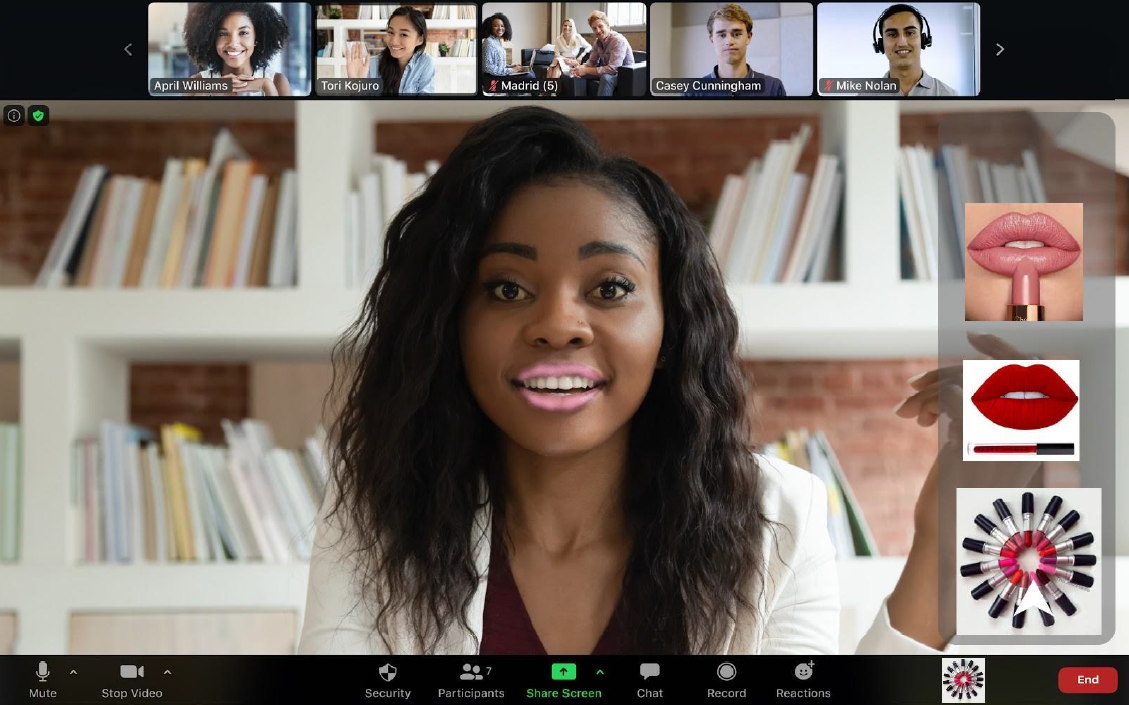 April Williams
Tori Kojuro
Madrid (5)
Casey Cunningham
Mike Nolan
Mute
Stop Video
Security
Participants
7
Share Screen
Chat
Record
Reactions
End